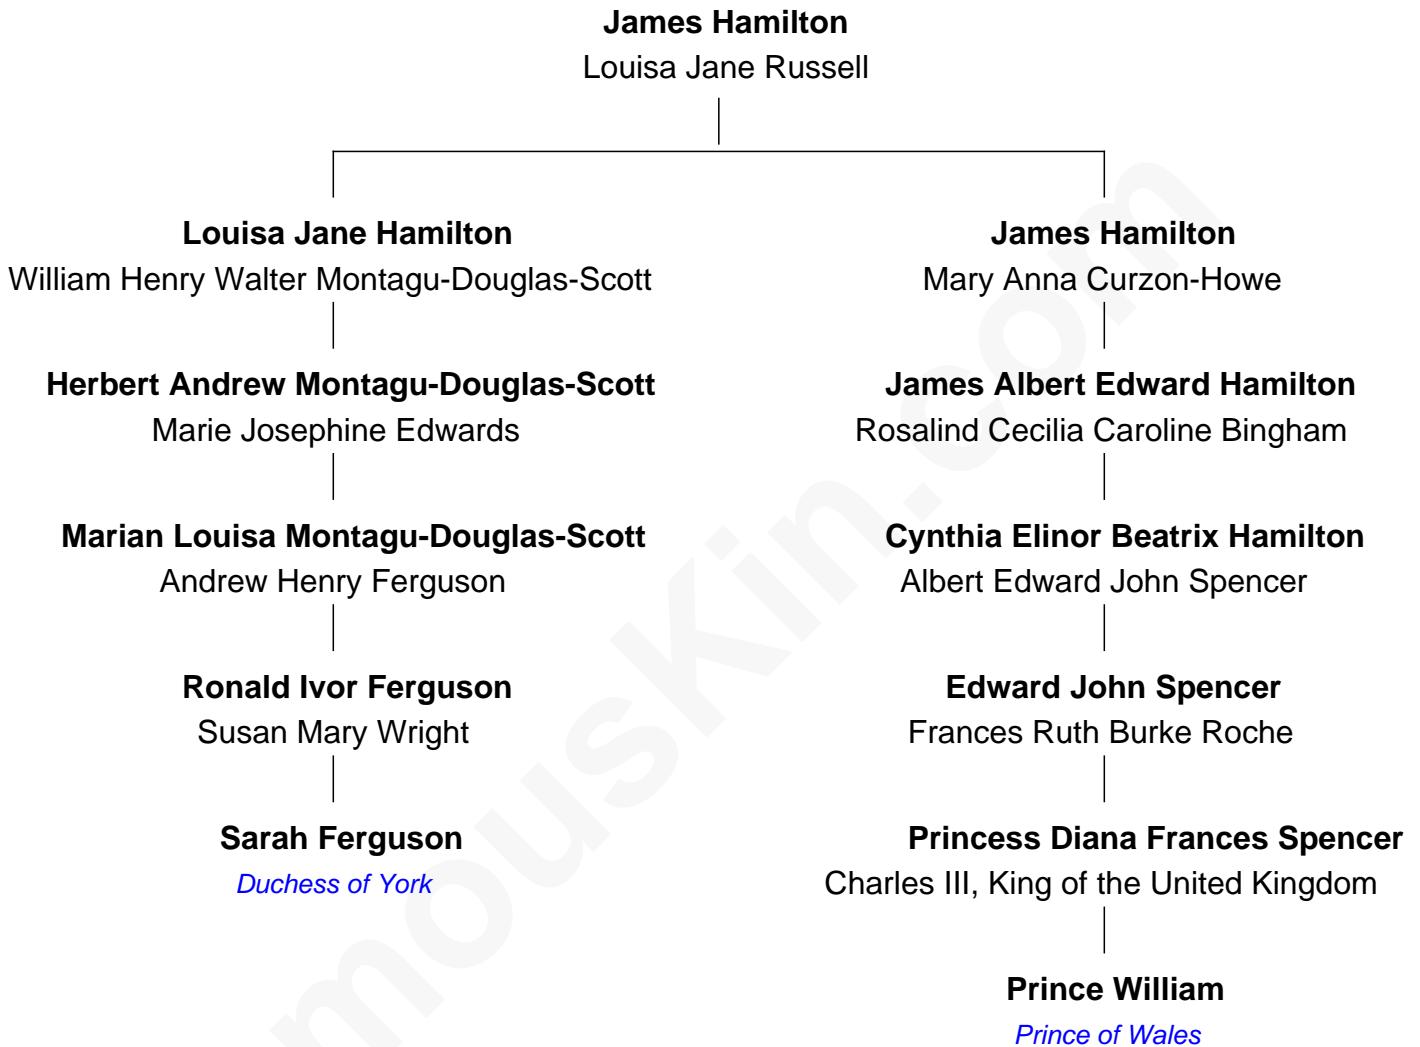 James Hamilton
Louisa Jane Russell
Louisa Jane Hamilton
William Henry Walter Montagu-Douglas-Scott
James Hamilton
Mary Anna Curzon-Howe
Herbert Andrew Montagu-Douglas-Scott
Marie Josephine Edwards
James Albert Edward Hamilton
Rosalind Cecilia Caroline Bingham
Marian Louisa Montagu-Douglas-Scott
Andrew Henry Ferguson
Cynthia Elinor Beatrix Hamilton
Albert Edward John Spencer
Ronald Ivor Ferguson
Susan Mary Wright
Edward John Spencer
Frances Ruth Burke Roche
Sarah Ferguson
Duchess of York
Princess Diana Frances Spencer
Charles III, King of the United Kingdom
Prince William
Prince of Wales
mousKin.com